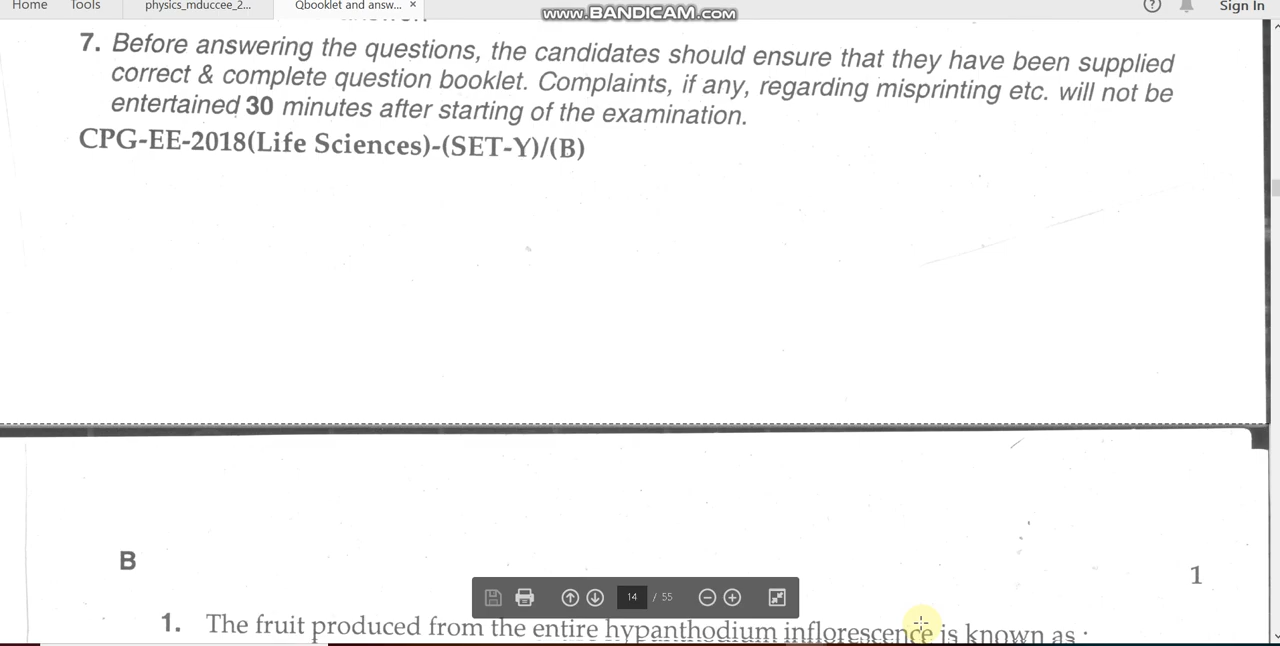 Home Tools physics_mduccee_2... Qbooklet and answ... × Sign In
www.BANDICAM.com
7. Before answering the questions, the candidates should ensure that they have been supplied
correct & complete question booklet. Complaints, if any, regarding misprinting etc. will not be
entertained 30 minutes after starting of the examination.
CPG-EE-2018(Life Sciences)-(SET-Y)/(B)
B
1
14 / 55
1. The fruit produced from the entire hypanthodium inflorescence is known as :